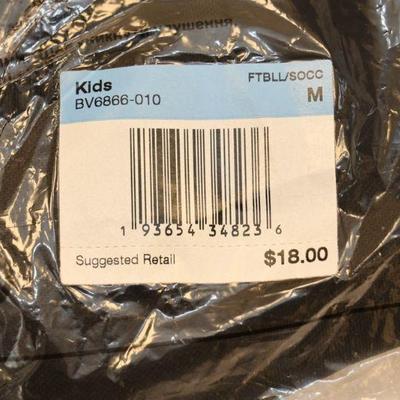 Kids FTBLL/SOCC
BV6866-010 M
1 93654 34823 6
Suggested Retail $18.00